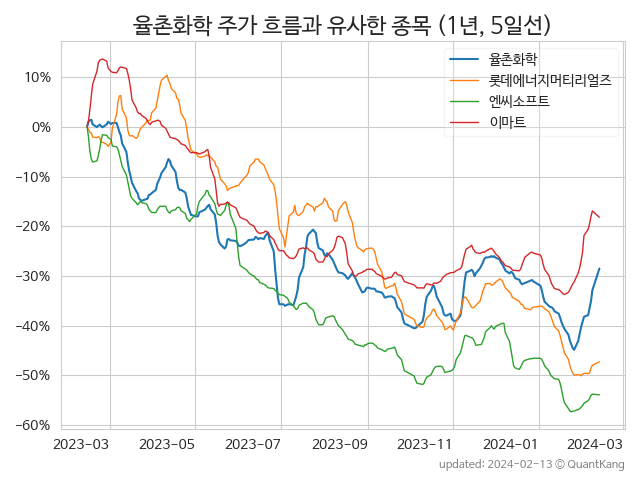 율촌화학 주가 흐름과 유사한 종목 (1년, 5일선)
율촌화학
롯데에너지머티리얼즈
엔씨소프트
이마트
10%
0%
−10%
−20%
−30%
−40%
−50%
−60%
2023-03 2023-05 2023-07 2023-09 2023-11 2024-01 2024-03
updated: 2024-02-13 ⓒ QuantKang